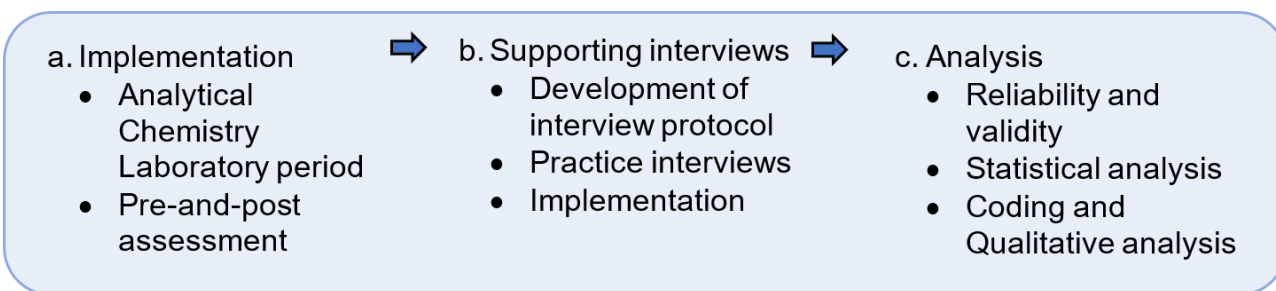 a. Implementation
• Analytical
Chemistry
Laboratory period
• Pre-and-post
assessment
b. Supporting interviews
• Development of
interview protocol
• Practice interviews
• Implementation
c. Analysis
• Reliability and
validity
• Statistical analysis
• Coding and
Qualitative analysis